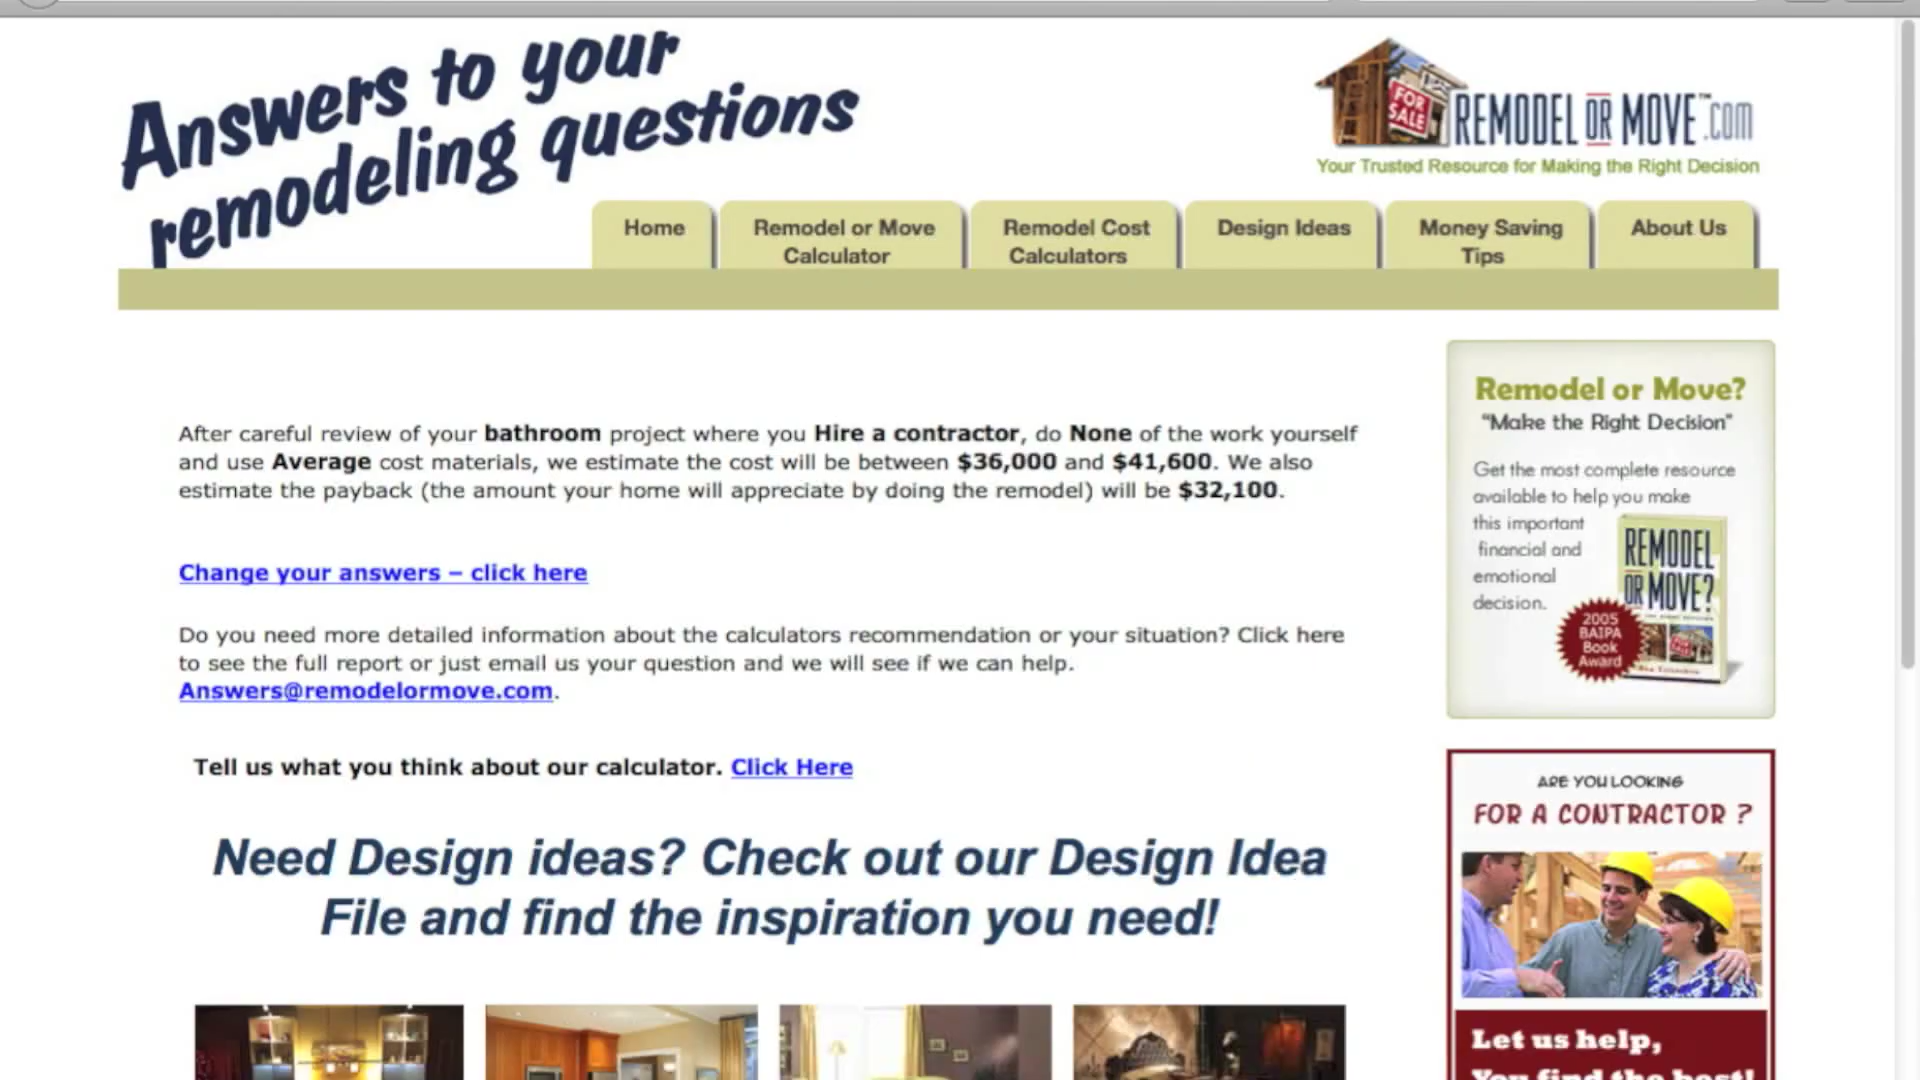 Answers to your
remodeling questions
FOR SALE
REMODEL OR MOVE™.com
Your Trusted Resource for Making the Right Decision
Home
Remodel or Move
Calculator
Remodel Cost
Calculators
Design Ideas
Money Saving
Tips
About Us
After careful review of your bathroom project where you Hire a contractor, do None of the work yourself
and use Average cost materials, we estimate the cost will be between $36,000 and $41,600. We also
estimate the payback (the amount your home will appreciate by doing the remodel) will be $32,100.
Change your answers – click here
Do you need more detailed information about the calculators recommendation or your situation? Click here
to see the full report or just email us your question and we will see if we can help.
Answers@remodelormove.com.
Tell us what you think about our calculator. Click Here
Need Design ideas? Check out our Design Idea
File and find the inspiration you need!
Remodel or Move?
"Make the Right Decision"
Get the most complete resource
available to help you make
this important
financial and
emotional
decision.
REMODEL
OR MOVE?
2005
BAIPA
Book
Award
ARE YOU LOOKING
FOR A CONTRACTOR ?
Let us help,
You find the best!